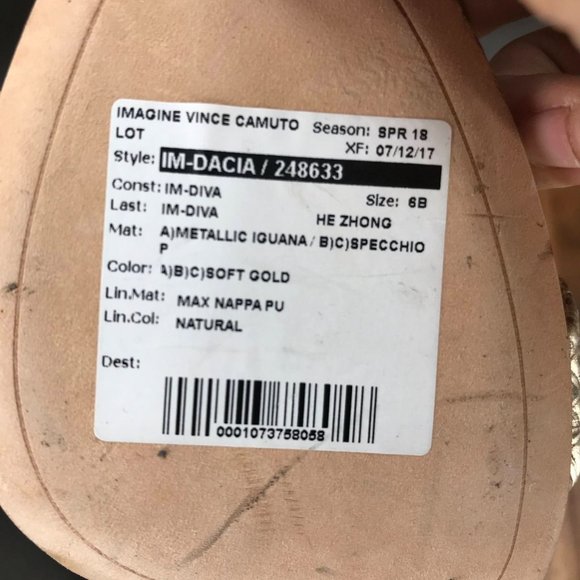 IMAGINE VINCE CAMUTO Season: SPR 18
LOT XF: 07/12/17
Style: IM-DACIA / 248633
Const: IM-DIVA Size: 6B
Last: IM-DIVA HE ZHONG
Mat: A)METALLIC IGUANA / B)C)SPECCHIO
P
Color: A)B)C)SOFT GOLD
Lin.Mat: MAX NAPPA PU
Lin.Col: NATURAL
Dest:
0001073758058